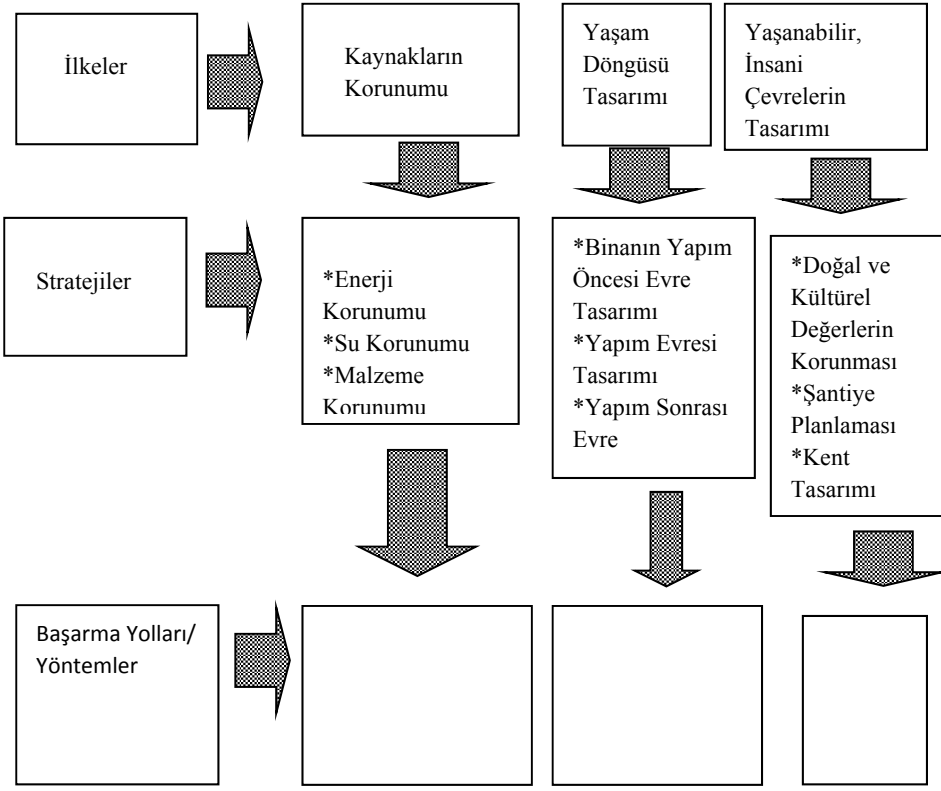 İlkeler
Kaynakların
Korunumu
Yaşam
Döngüsü
Tasarımı
Yaşanabilir,
İnsani
Çevrelerin
Tasarımı
Stratejiler
*Enerji
Korunumu
*Su Korunumu
*Malzeme
Korunumu
*Binanın Yapım
Öncesi Evre
Tasarımı
*Yapım Evresi
Tasarımı
*Yapım Sonrası
Evre
*Doğal ve
Kültürel
Değerlerin
Korunması
*Şantiye
Planlaması
*Kent
Tasarımı
Başarma Yolları/
Yöntemler